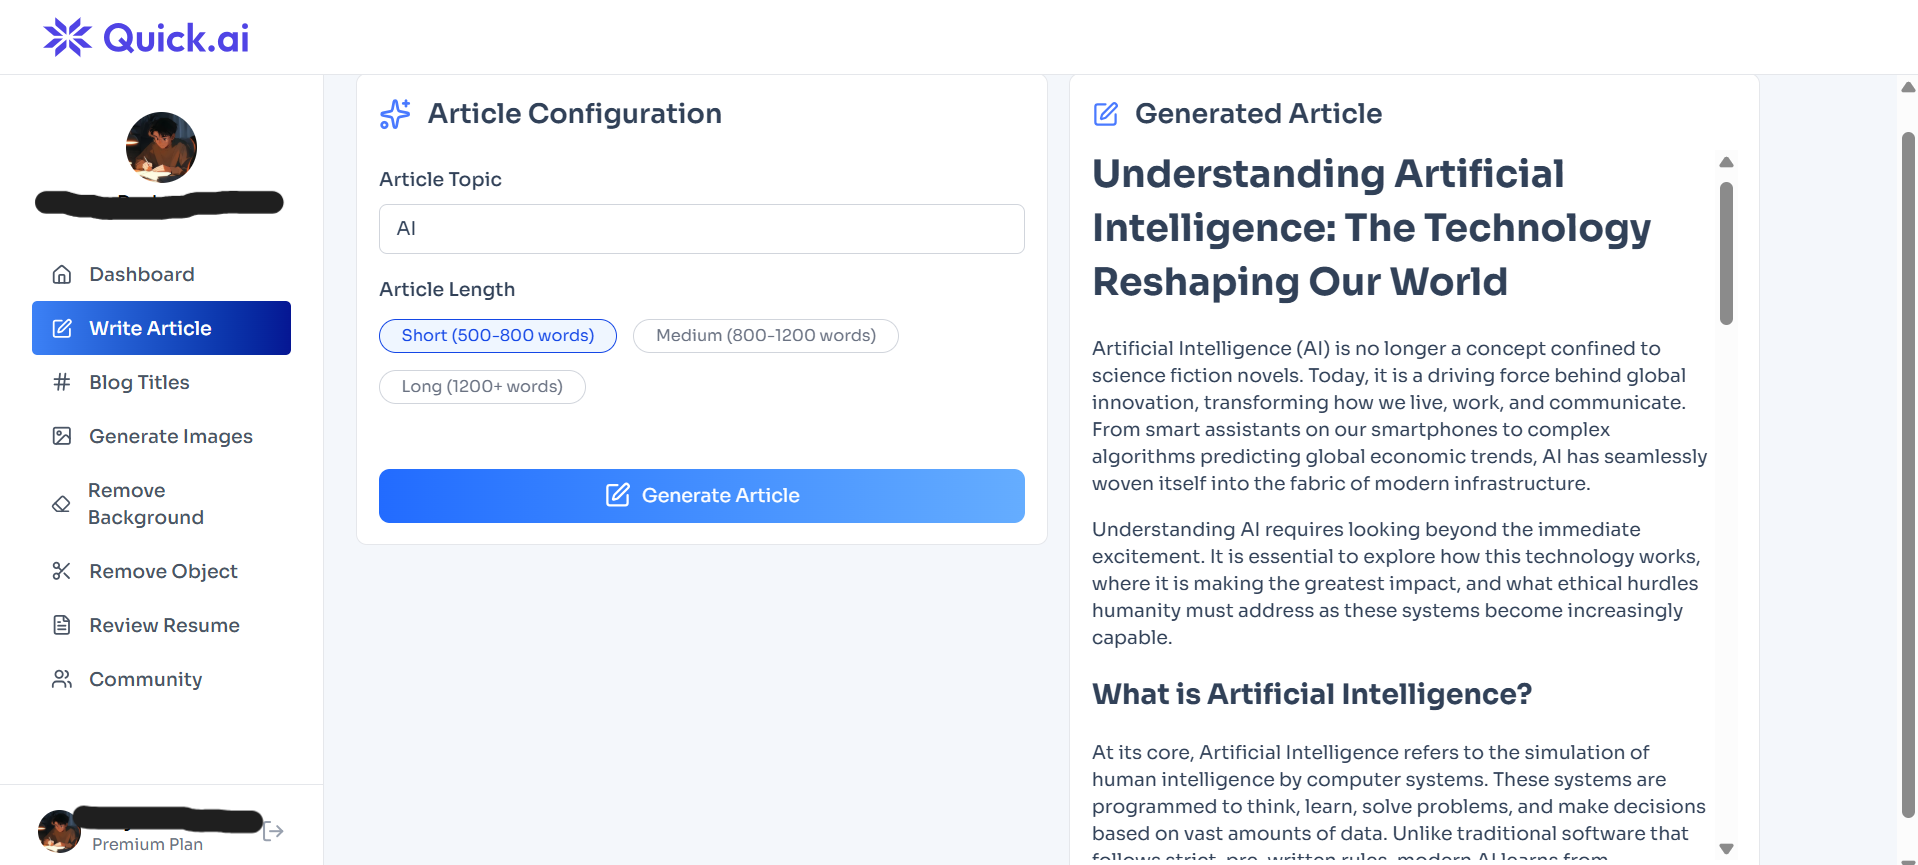 Quick.ai
Dashboard
Write Article
Blog Titles
Generate Images
Remove
Background
Remove Object
Review Resume
Community
Premium Plan
Article Configuration
Article Topic
AI
Article Length
Short (500-800 words)
Medium (800-1200 words)
Long (1200+ words)
Generate Article
Generated Article
Understanding Artificial
Intelligence: The Technology
Reshaping Our World
Artificial Intelligence (AI) is no longer a concept confined to
science fiction novels. Today, it is a driving force behind global
innovation, transforming how we live, work, and communicate.
From smart assistants on our smartphones to complex
algorithms predicting global economic trends, AI has seamlessly
woven itself into the fabric of modern infrastructure.
Understanding AI requires looking beyond the immediate
excitement. It is essential to explore how this technology works,
where it is making the greatest impact, and what ethical hurdles
humanity must address as these systems become increasingly
capable.
What is Artificial Intelligence?
At its core, Artificial Intelligence refers to the simulation of
human intelligence by computer systems. These systems are
programmed to think, learn, solve problems, and make decisions
based on vast amounts of data. Unlike traditional software that
follows strict, pre-written rules, modern AI learns from